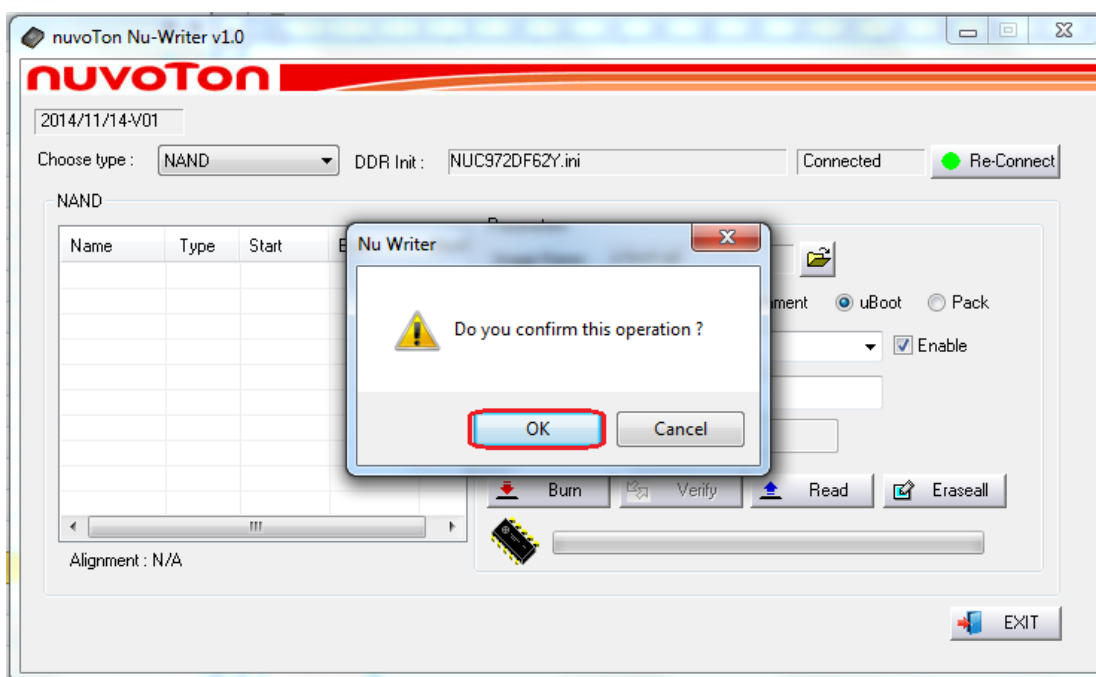 nuvoTon Nu-Writer v1.0
nuvoTon
2014/11/14-V01
Choose type : NAND DDR Init : NUC972DF62Y.ini Connected Re-Connect
NAND
Name Type Start
Nu Writer
Do you confirm this operation ?
uBoot Pack
Enable
OK Cancel
Burn Verify Read Eraseall
Alignment : N/A
EXIT